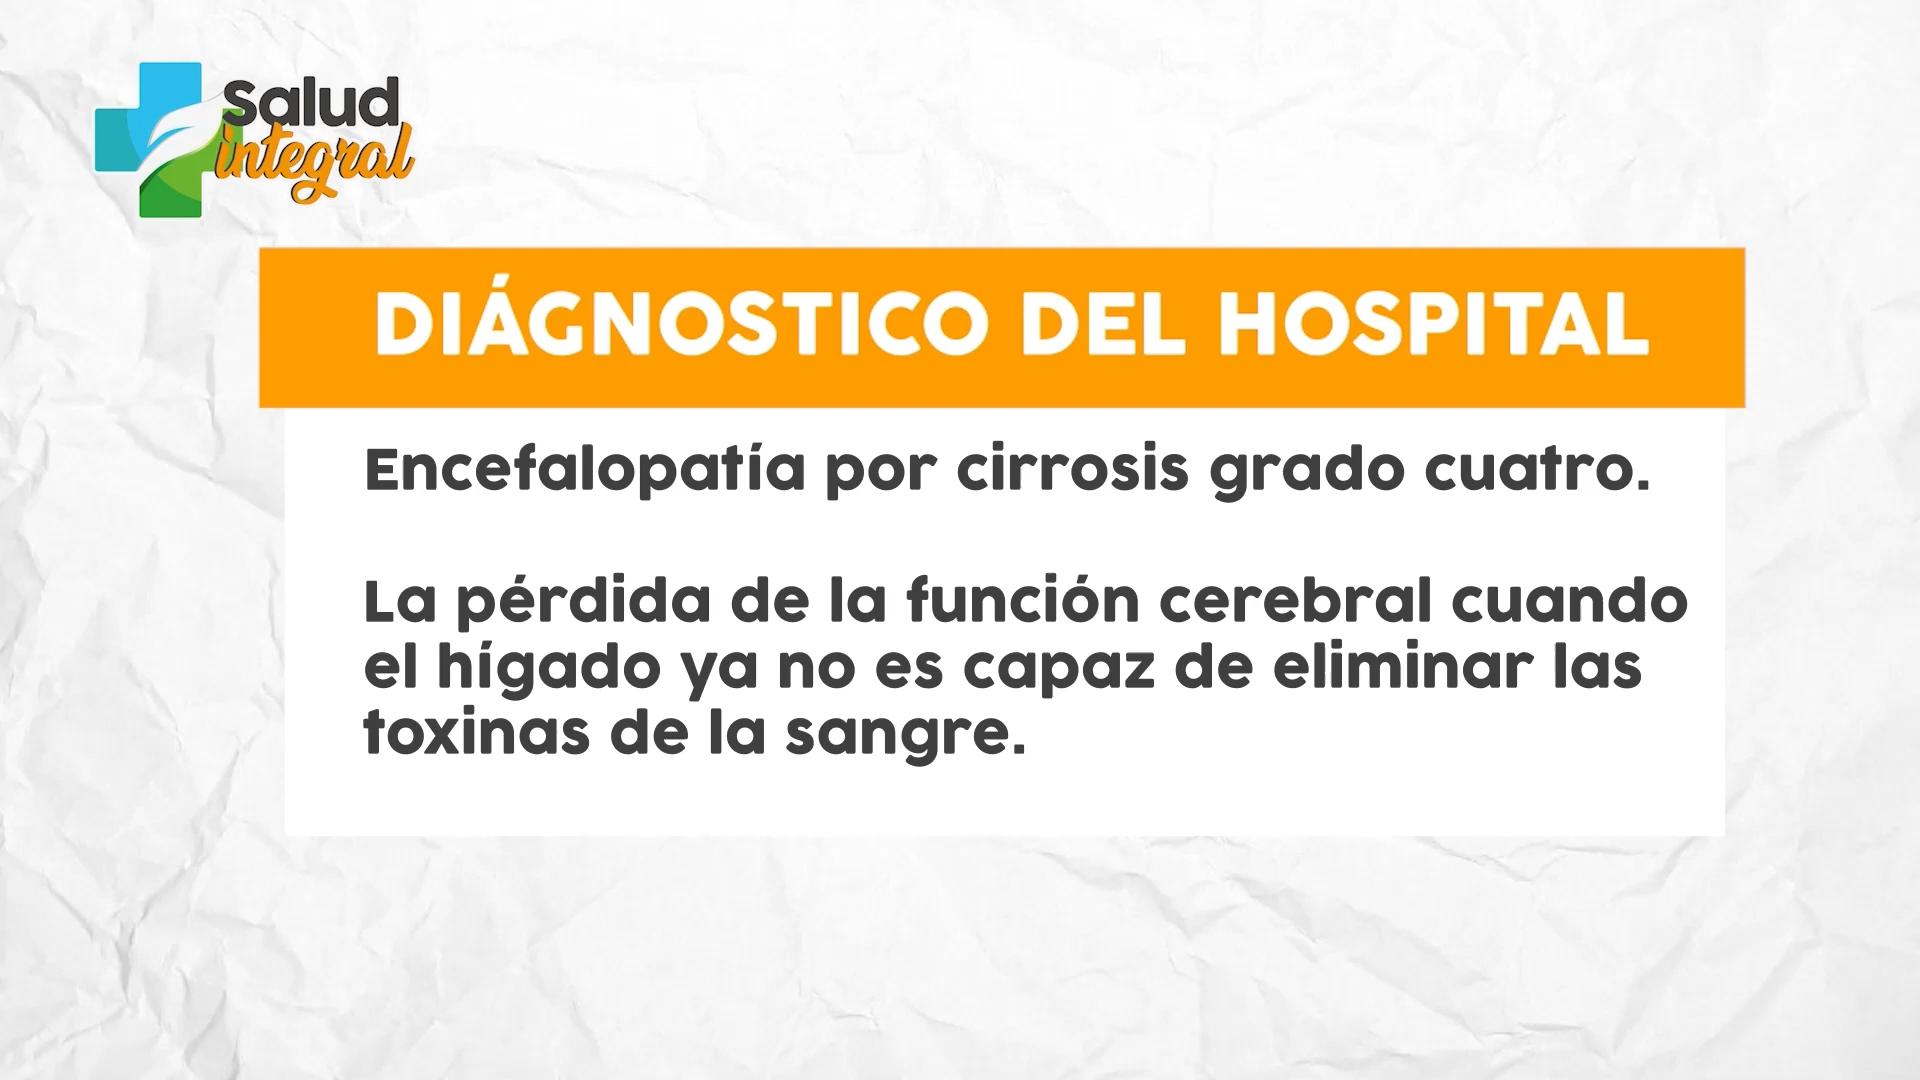 Salud
integral
DIÁGNOSTICO DEL HOSPITAL
Encefalopatía por cirrosis grado cuatro.
La pérdida de la función cerebral cuando
el hígado ya no es capaz de eliminar las
toxinas de la sangre.